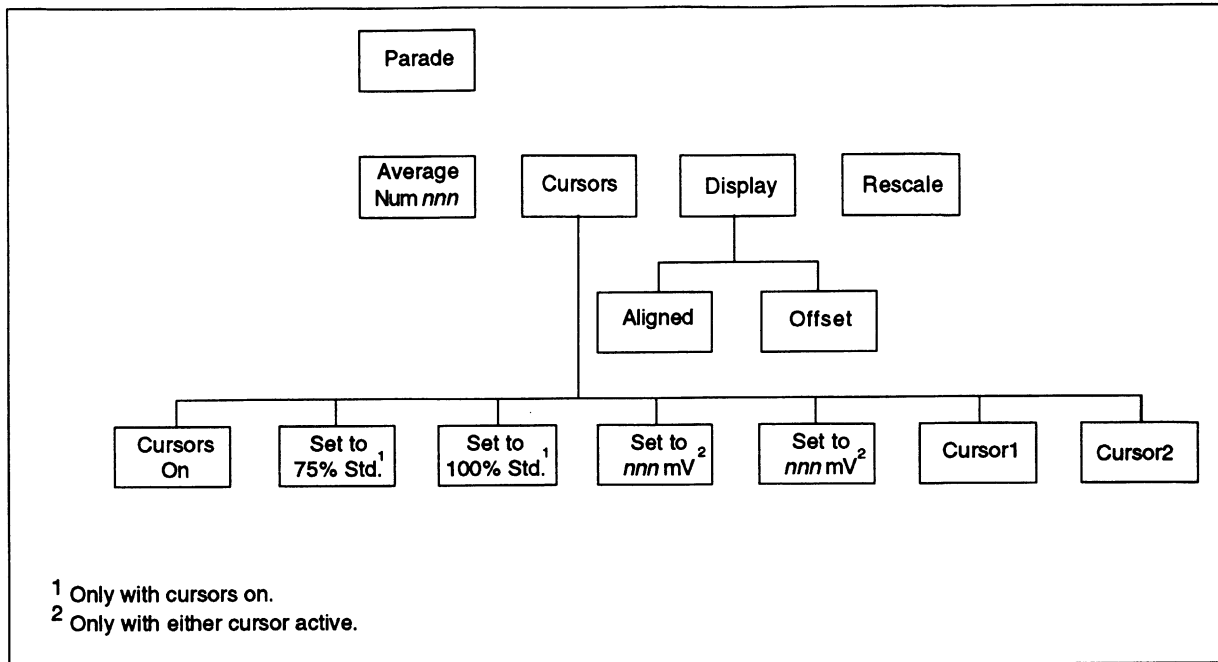 Parade
Average
Num nnn
Cursors
Display
Rescale
Aligned
Offset
Cursors
On
Set to
75% Std.¹
Set to
100% Std.¹
Set to
nnn mV²
Set to
nnn mV²
Cursor1
Cursor2
¹ Only with cursors on.
² Only with either cursor active.